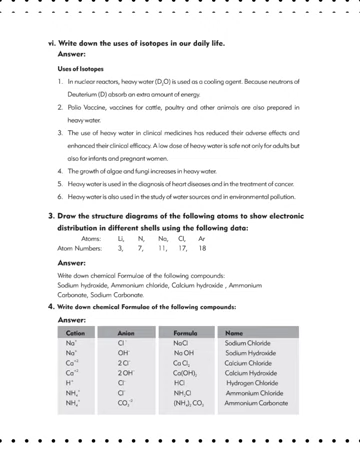 vi. Write down the uses of isotopes in our daily life.
Answer:
Uses of Isotopes
1. In nuclear reactors, heavy water (D₂O) is used as a cooling agent. Because neutrons of
Deuterium (D) absorb an extra amount of energy.
2. Polio Vaccine, vaccines for cattle, poultry and other animals are also prepared in
heavy water.
3. The use of heavy water in clinical medicines has reduced their adverse effects and
enhanced their clinical efficacy. A low dose of heavy water is safe not only for adults but
also for infants and pregnant women.
4. The growth of algae and fungi increases in heavy water.
5. Heavy water is used in the diagnosis of heart diseases and in the treatment of cancer.
6. Heavy water is also used in the study of water sources and in environmental pollution.
3. Draw the structure diagrams of the following atoms to show electronic
distribution in different shells using the following data:
Atoms: Li, N, Na, Cl, Ar
Atom Numbers: 3, 7, 11, 17, 18
Answer:
Write down chemical Formulae of the following compounds:
Sodium hydroxide, Ammonium chloride, Calcium hydroxide , Ammonium
Carbonate, Sodium Carbonate.
4. Write down chemical Formulae of the following compounds:
Answer:
Cation Anion Formula Name
Na⁺ Cl⁻ NaCl Sodium Chloride
Na⁺ OH⁻ Na OH Sodium Hydroxide
Ca⁺² 2 Cl⁻ Ca Cl₂ Calcium Chloride
Ca⁺² 2 OH⁻ Ca(OH)₂ Calcium Hydroxide
H⁺ Cl⁻ HCl Hydrogen Chloride
NH₄⁺ Cl⁻ NH₄Cl Ammonium Chloride
NH₄⁺ CO₃⁻² (NH₄)₂ CO₃ Ammonium Carbonate